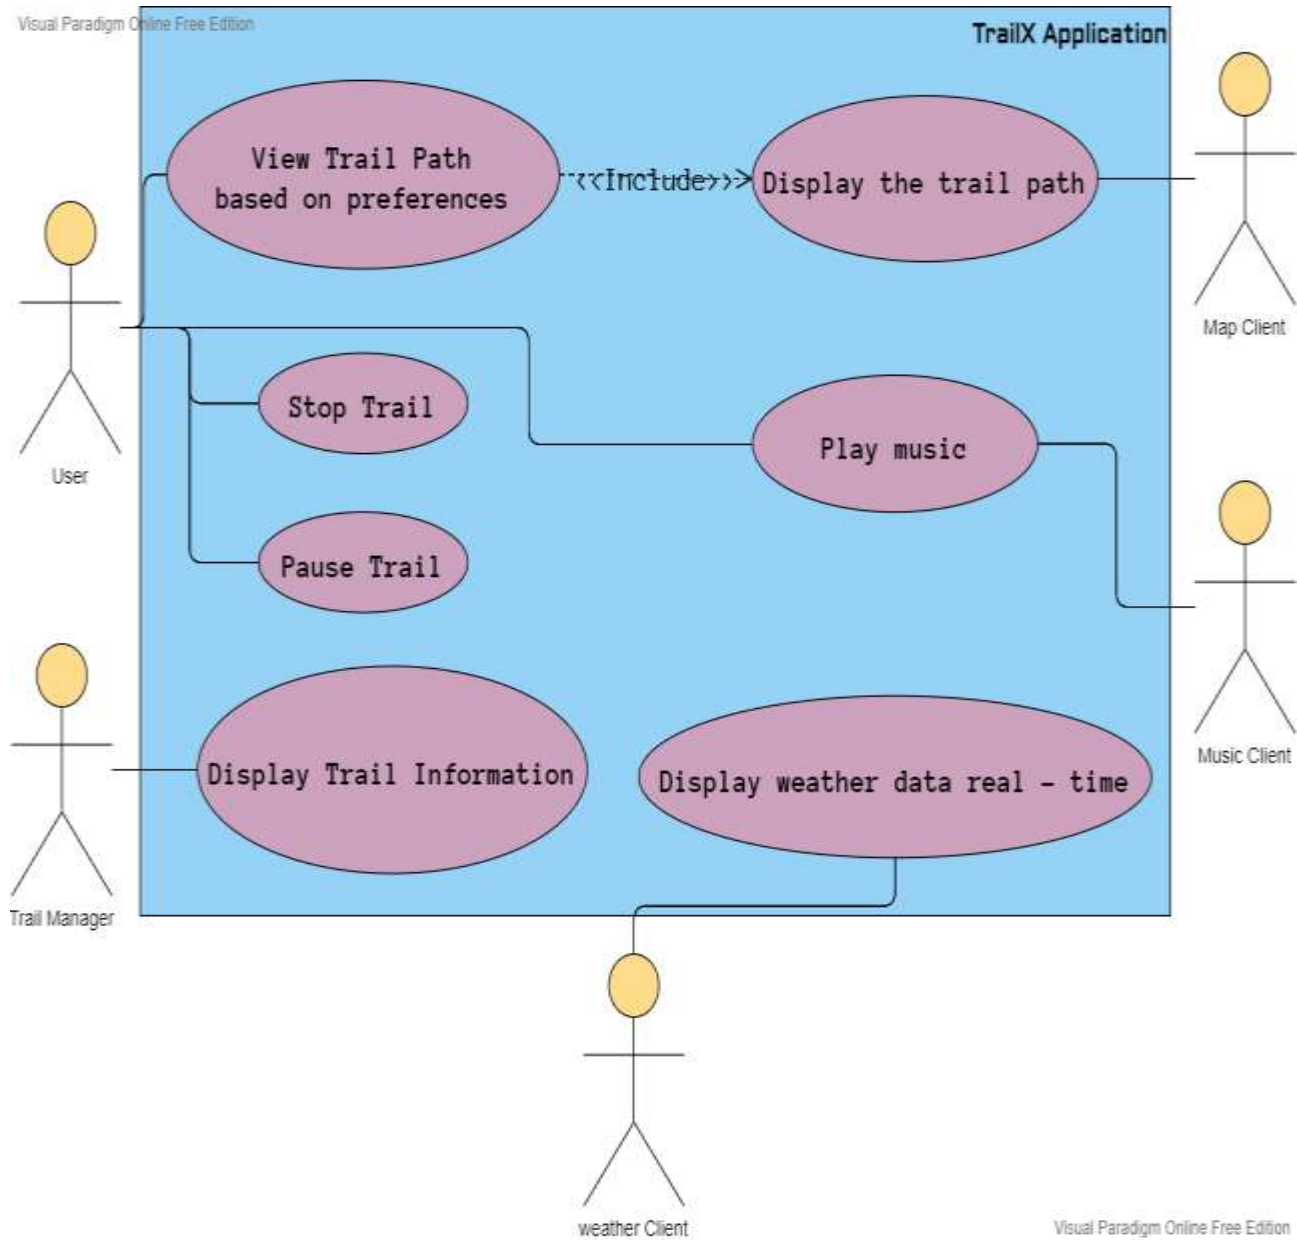 Visual Paradigm Online Free Edition
TrailX Application
View Trail Path
based on preferences
<<Include>>
Display the trail path
Map Client
Stop Trail
Play music
User
Pause Trail
Music Client
Display Trail Information
Display weather data real - time
Trail Manager
weather Client
Visual Paradigm Online Free Edition